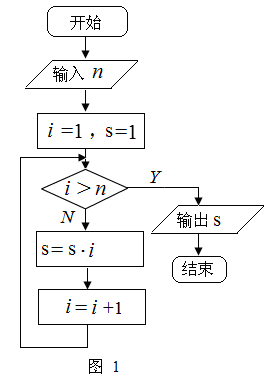 开始
输入 n
i =1 , s=1
i > n
Y
N
s= s · i
输出 s
i = i +1
结束
图 1